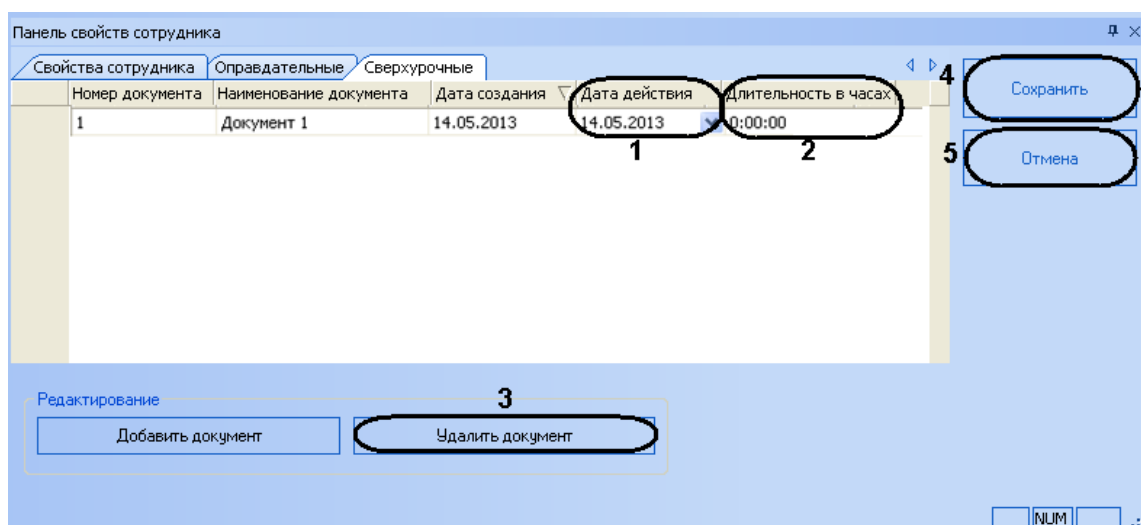 Панель свойств сотрудника
Свойства сотрудника Оправдательные Сверхурочные
4 Сохранить
Номер документа Наименование документа Дата создания Дата действия Длительность в часах
1 Документ 1 14.05.2013 14.05.2013 0:00:00
1 2
5 Отмена
Редактирование 3
Добавить документ Удалить документ
NUM